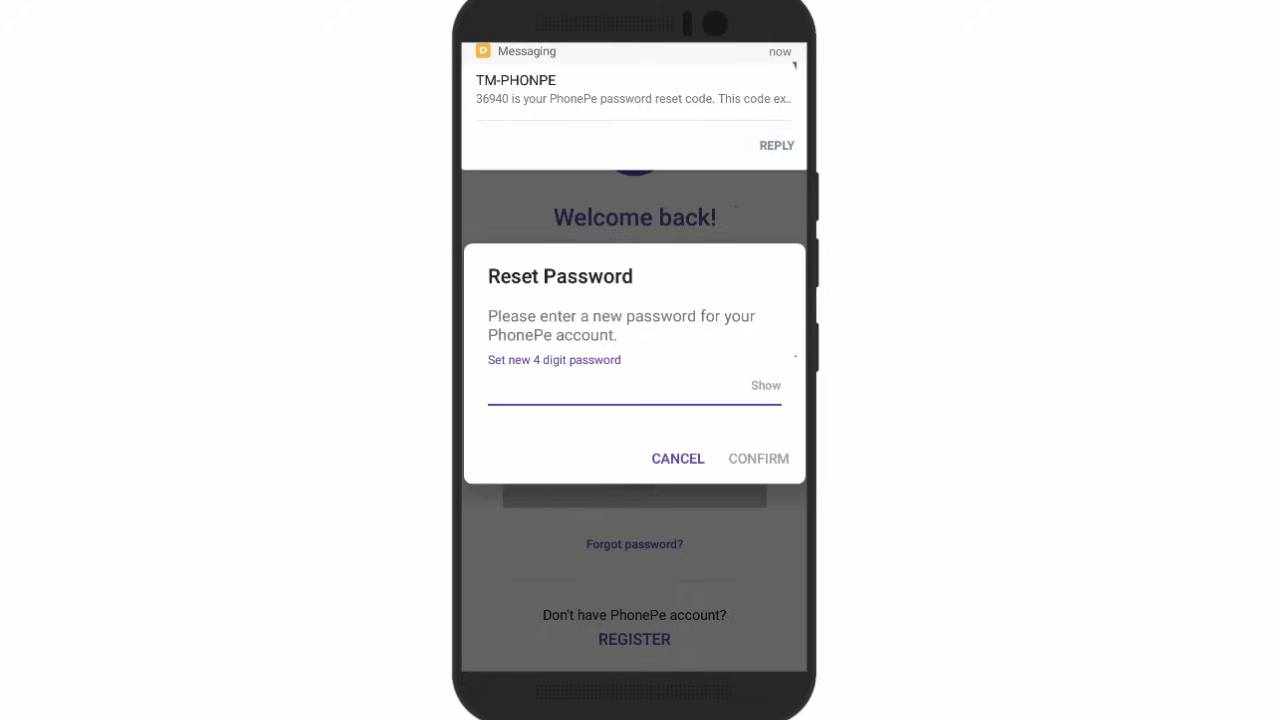 Messaging now
TM-PHONPE
36940 is your PhonePe password reset code. This code ex..
REPLY
Welcome back!
Reset Password
Please enter a new password for your
PhonePe account.
Set new 4 digit password
Show
CANCEL CONFIRM
Forgot password?
Don't have PhonePe account?
REGISTER